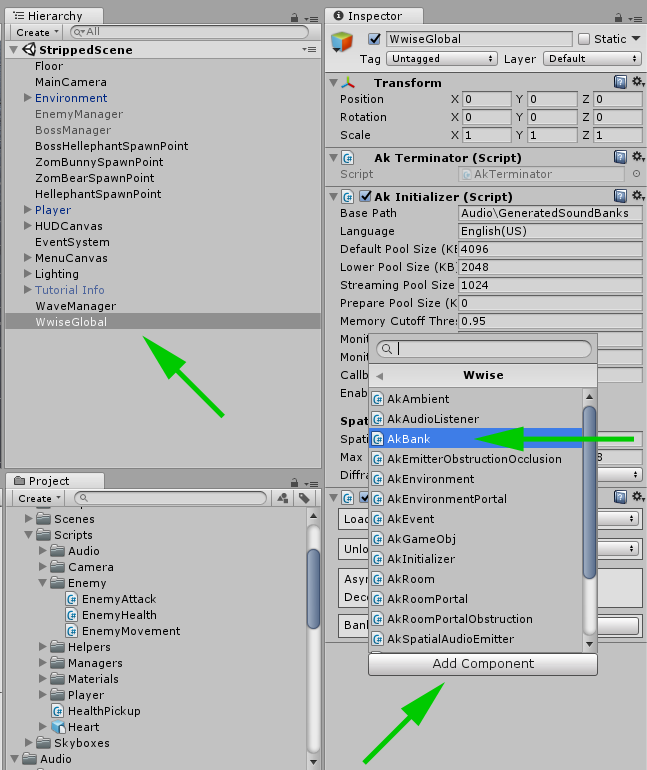 Hierarchy
Create
All
StrippedScene
Floor
MainCamera
Environment
EnemyManager
BossManager
BossHellephantSpawnPoint
ZomBunnySpawnPoint
ZomBearSpawnPoint
HellephantSpawnPoint
Player
HUDCanvas
EventSystem
MenuCanvas
Lighting
Tutorial Info
WaveManager
WwiseGlobal
Project
Create
Scenes
Scripts
Audio
Camera
Enemy
EnemyAttack
EnemyHealth
EnemyMovement
Helpers
Managers
Materials
Player
HealthPickup
Heart
Skyboxes
Audio
Inspector
WwiseGlobal Static
Tag Untagged Layer Default
Transform
Position X 0 Y 0 Z 0
Rotation X 0 Y 0 Z 0
Scale X 1 Y 1 Z 1
Ak Terminator (Script)
Script AkTerminator
Ak Initializer (Script)
Base Path Audio\GeneratedSoundBanks
Language English(US)
Default Pool Size (KB 4096
Lower Pool Size (KB) 2048
Streaming Pool Size 1024
Prepare Pool Size (K 0
Memory Cutoff Thres 0.95
Monit
Monit
Callb
Enab
Spat
Spati
Max 8
Diffra
Load
Unlo
Asyn
Deco
Bank
Wwise
AkAmbient
AkAudioListener
AkBank
AkEmitterObstructionOcclusion
AkEnvironment
AkEnvironmentPortal
AkEvent
AkGameObj
AkInitializer
AkRoom
AkRoomPortal
AkRoomPortalObstruction
AkSpatialAudioEmitter
Add Component